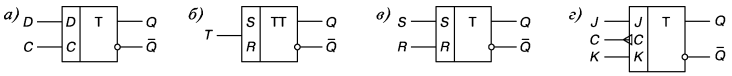 а) D D T Q б) S TT Q в) S S T Q г) J J T Q
T C C
C C Q̄ R Q̄ R R Q̄ K K Q̄